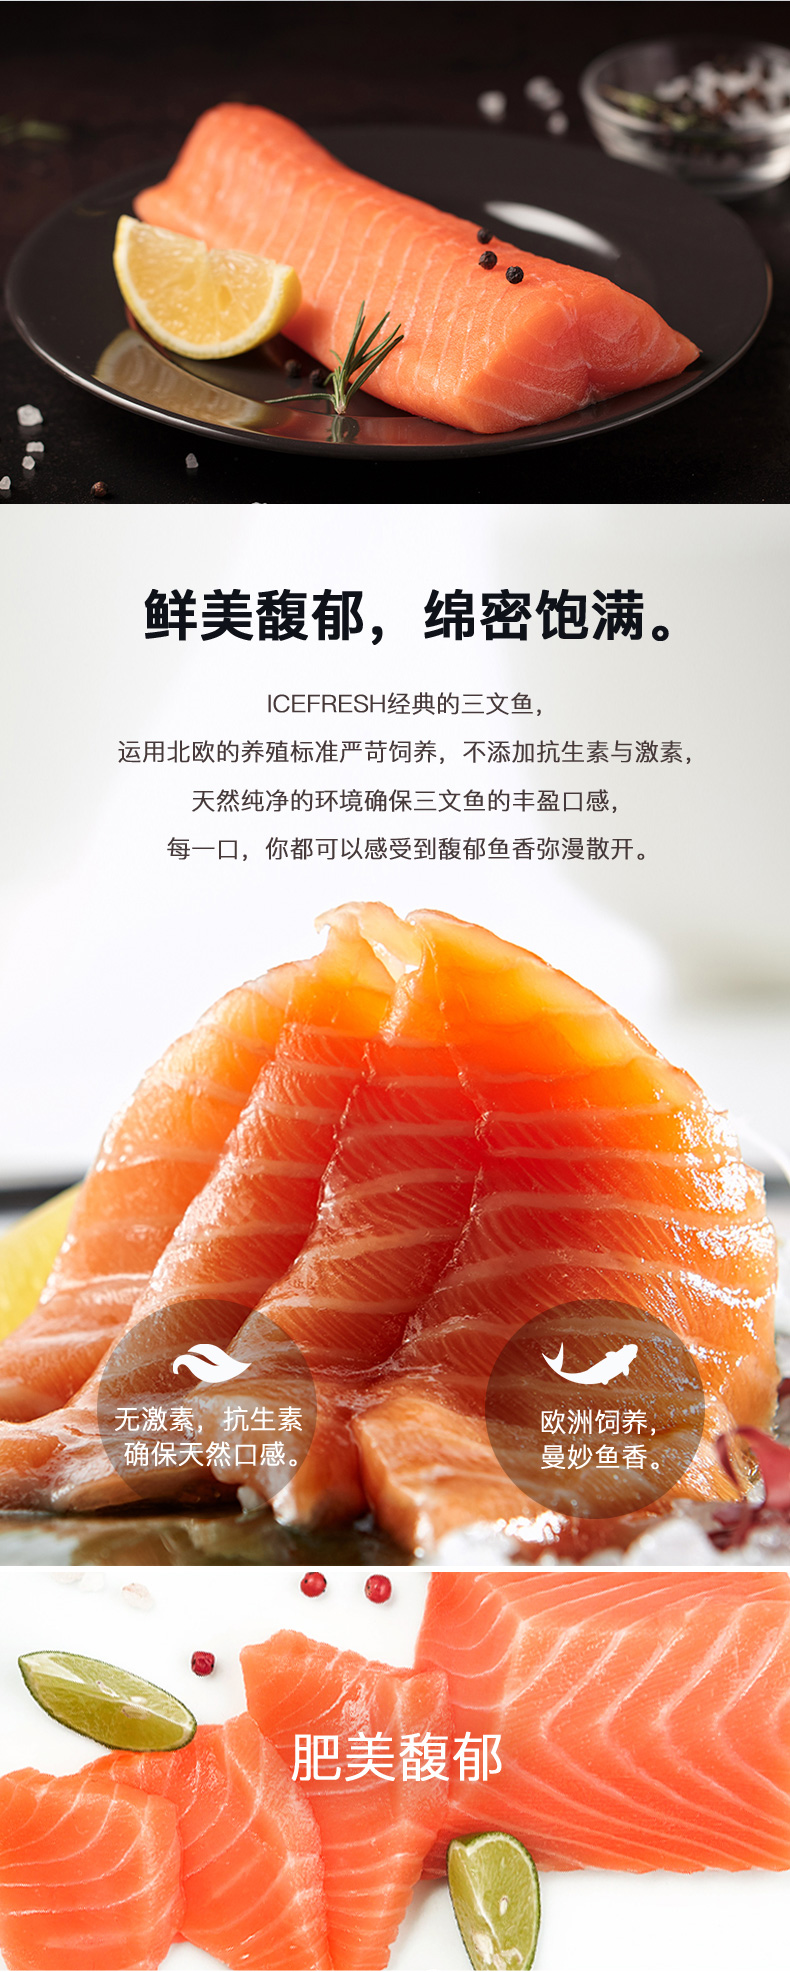 鲜美馥郁，绵密饱满。
ICEFRESH经典的三文鱼，
运用北欧的养殖标准严苛饲养，不添加抗生素与激素，
天然纯净的环境确保三文鱼的丰盈口感，
每一口，你都可以感受到馥郁鱼香弥漫散开。
无激素，抗生素
确保天然口感。
欧洲饲养，
曼妙鱼香。
肥美馥郁